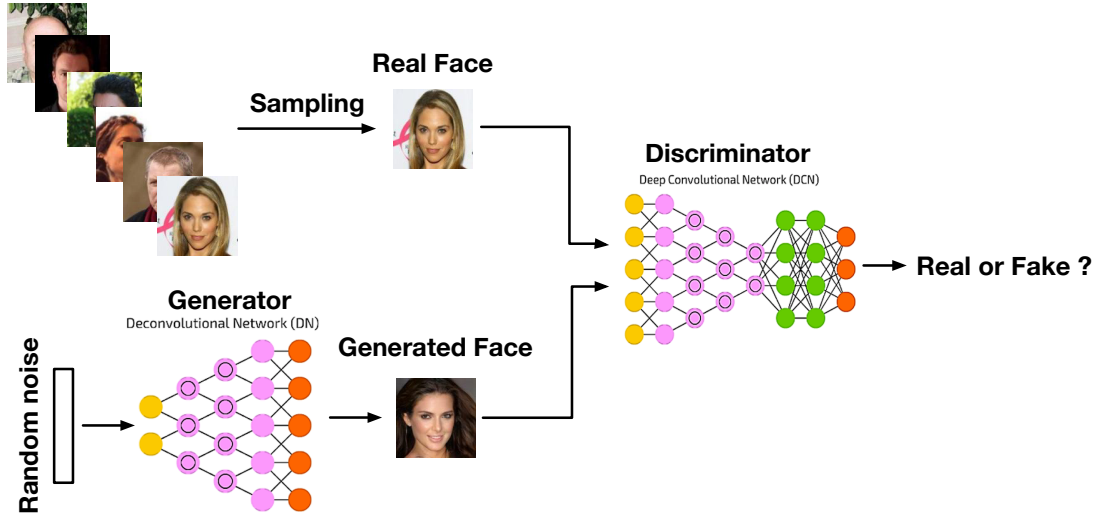 Real Face
Sampling
Discriminator
Deep Convolutional Network (DCN)
Real or Fake ?
Generator
Deconvolutional Network (DN)
Generated Face
Random noise